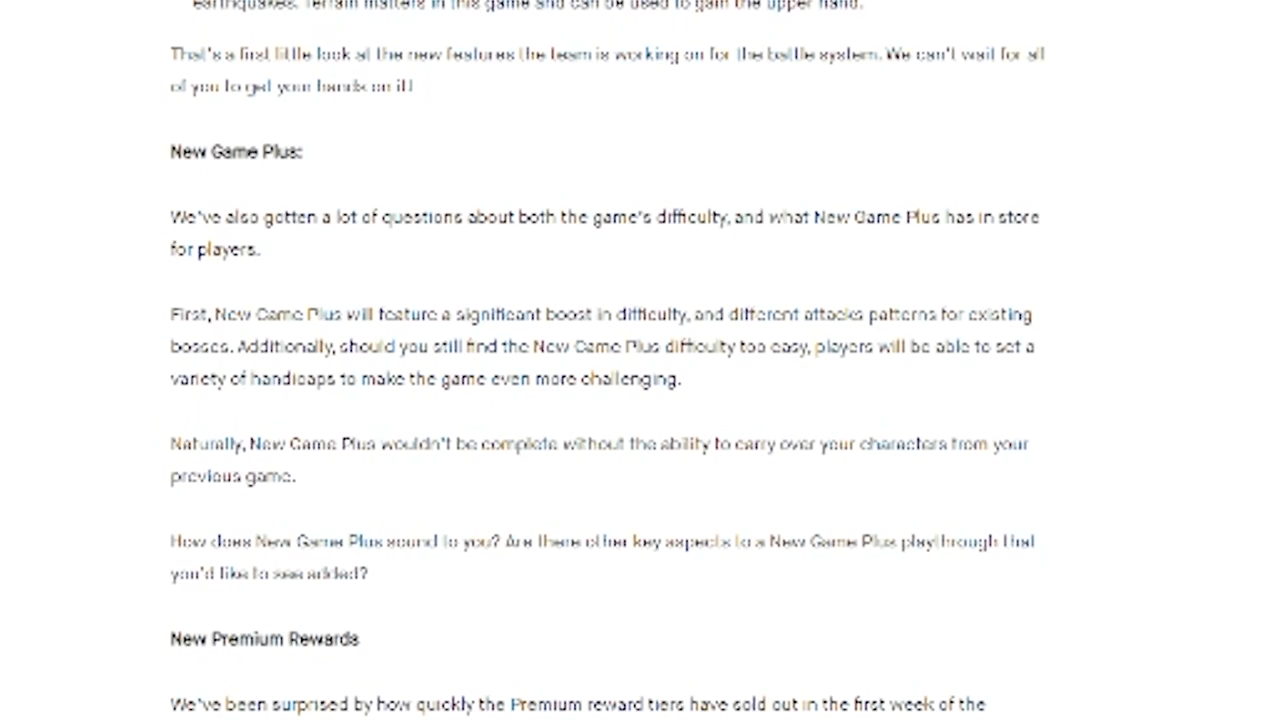 earthquakes. Terrain matters in this game and can be used to gain the upper hand.
That's a first little look at the new features the team is working on for the battle system. We can't wait for all
of you to get your hands on it!
New Game Plus:
We've also gotten a lot of questions about both the game's difficulty, and what New Game Plus has in store
for players.
First, New Game Plus will feature a significant boost in difficulty, and different attacks patterns for existing
bosses. Additionally, should you still find the New Game Plus difficulty too easy, players will be able to set a
variety of handicaps to make the game even more challenging.
Naturally, New Game Plus wouldn't be complete without the ability to carry over your characters from your
previous game.
How does New Game Plus sound to you? Are there other key aspects to a New Game Plus playthrough that
you'd like to see added?
New Premium Rewards
We've been surprised by how quickly the Premium reward tiers have sold out in the first week of the